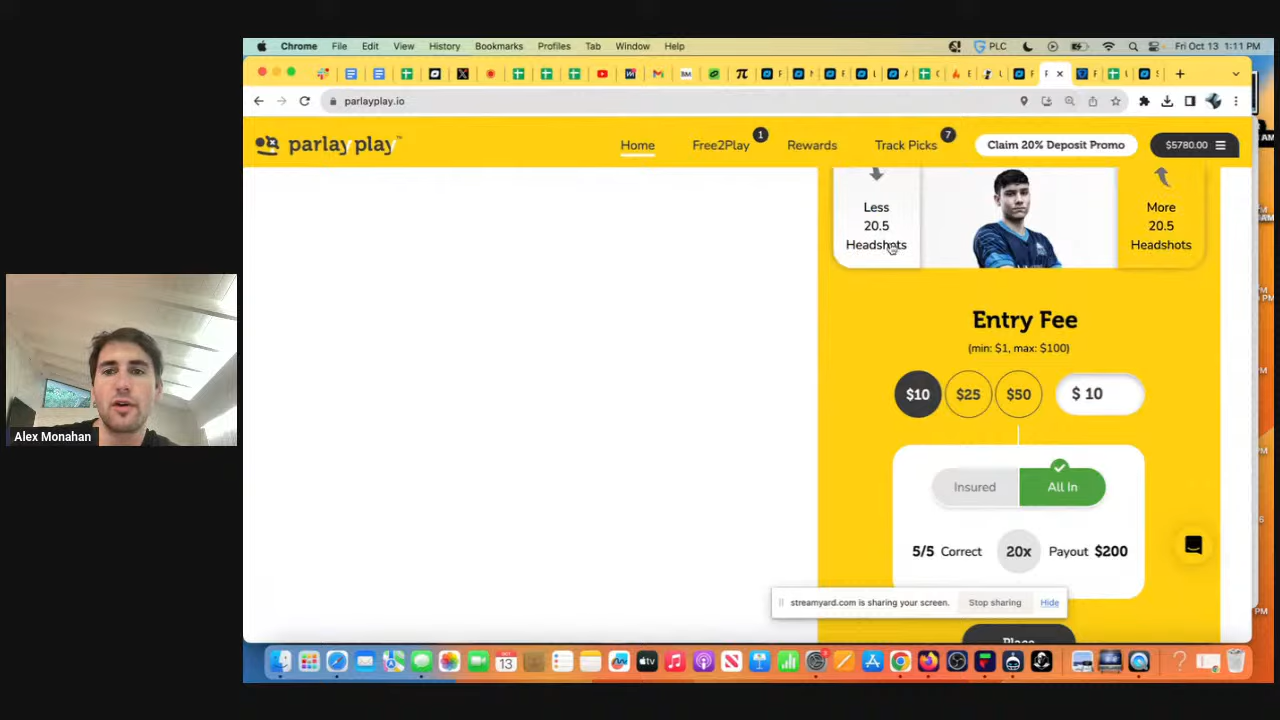 Chrome File Edit View History Bookmarks Profiles Tab Window Help
PLC
Fri Oct 13 1:11 PM
parlayplay.io
parlayplay™
Home
Free2Play
1
Rewards
Track Picks
7
Claim 20% Deposit Promo
$5780.00
Less
20.5
Headshots
More
20.5
Headshots
Entry Fee
(min: $1, max: $100)
$10
$25
$50
$ 10
Insured
All In
5/5 Correct
20x
Payout $200
streamyard.com is sharing your screen.
Stop sharing
Hide
Place
Alex Monahan